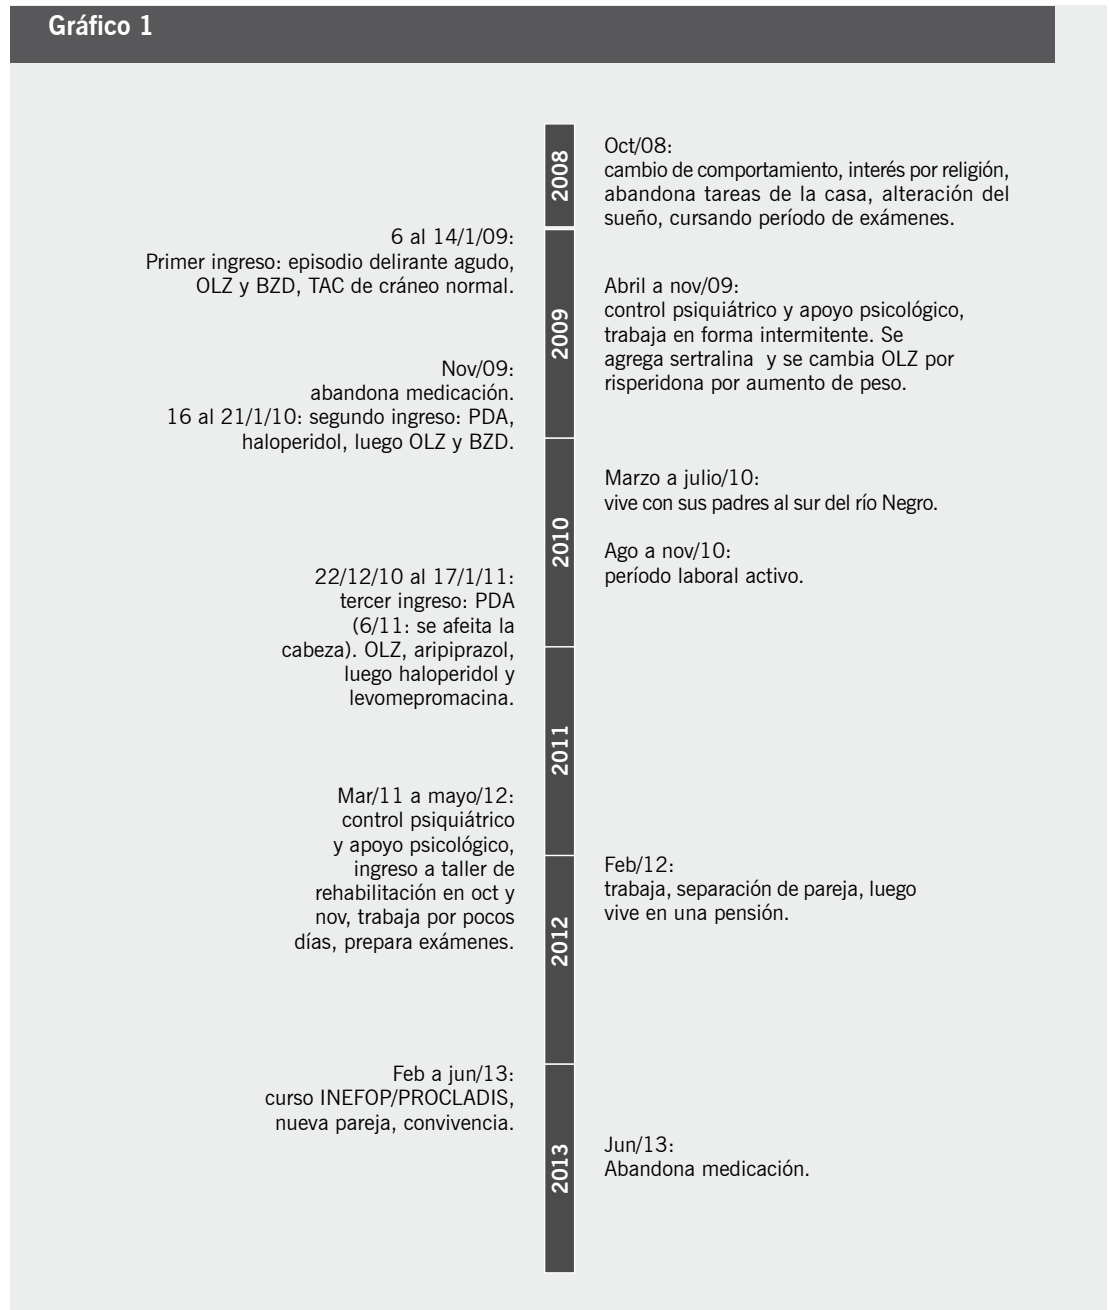 Gráfico 1
2008
Oct/08:
cambio de comportamiento, interés por religión,
abandona tareas de la casa, alteración del
sueño, cursando período de exámenes.
6 al 14/1/09:
Primer ingreso: episodio delirante agudo,
OLZ y BZD, TAC de cráneo normal.
2009
Abril a nov/09:
control psiquiátrico y apoyo psicológico,
trabaja en forma intermitente. Se
agrega sertralina y se cambia OLZ por
risperidona por aumento de peso.
Nov/09:
abandona medicación.
16 al 21/1/10: segundo ingreso: PDA,
haloperidol, luego OLZ y BZD.
2010
Marzo a julio/10:
vive con sus padres al sur del río Negro.
Ago a nov/10:
período laboral activo.
22/12/10 al 17/1/11:
tercer ingreso: PDA
(6/11: se afeita la
cabeza). OLZ, aripiprazol,
luego haloperidol y
levomepromacina.
2011
Mar/11 a mayo/12:
control psiquiátrico
y apoyo psicológico,
ingreso a taller de
rehabilitación en oct y
nov, trabaja por pocos
días, prepara exámenes.
Feb/12:
trabaja, separación de pareja, luego
vive en una pensión.
2012
Feb a jun/13:
curso INEFOP/PROCLADIS,
nueva pareja, convivencia.
2013
Jun/13:
Abandona medicación.